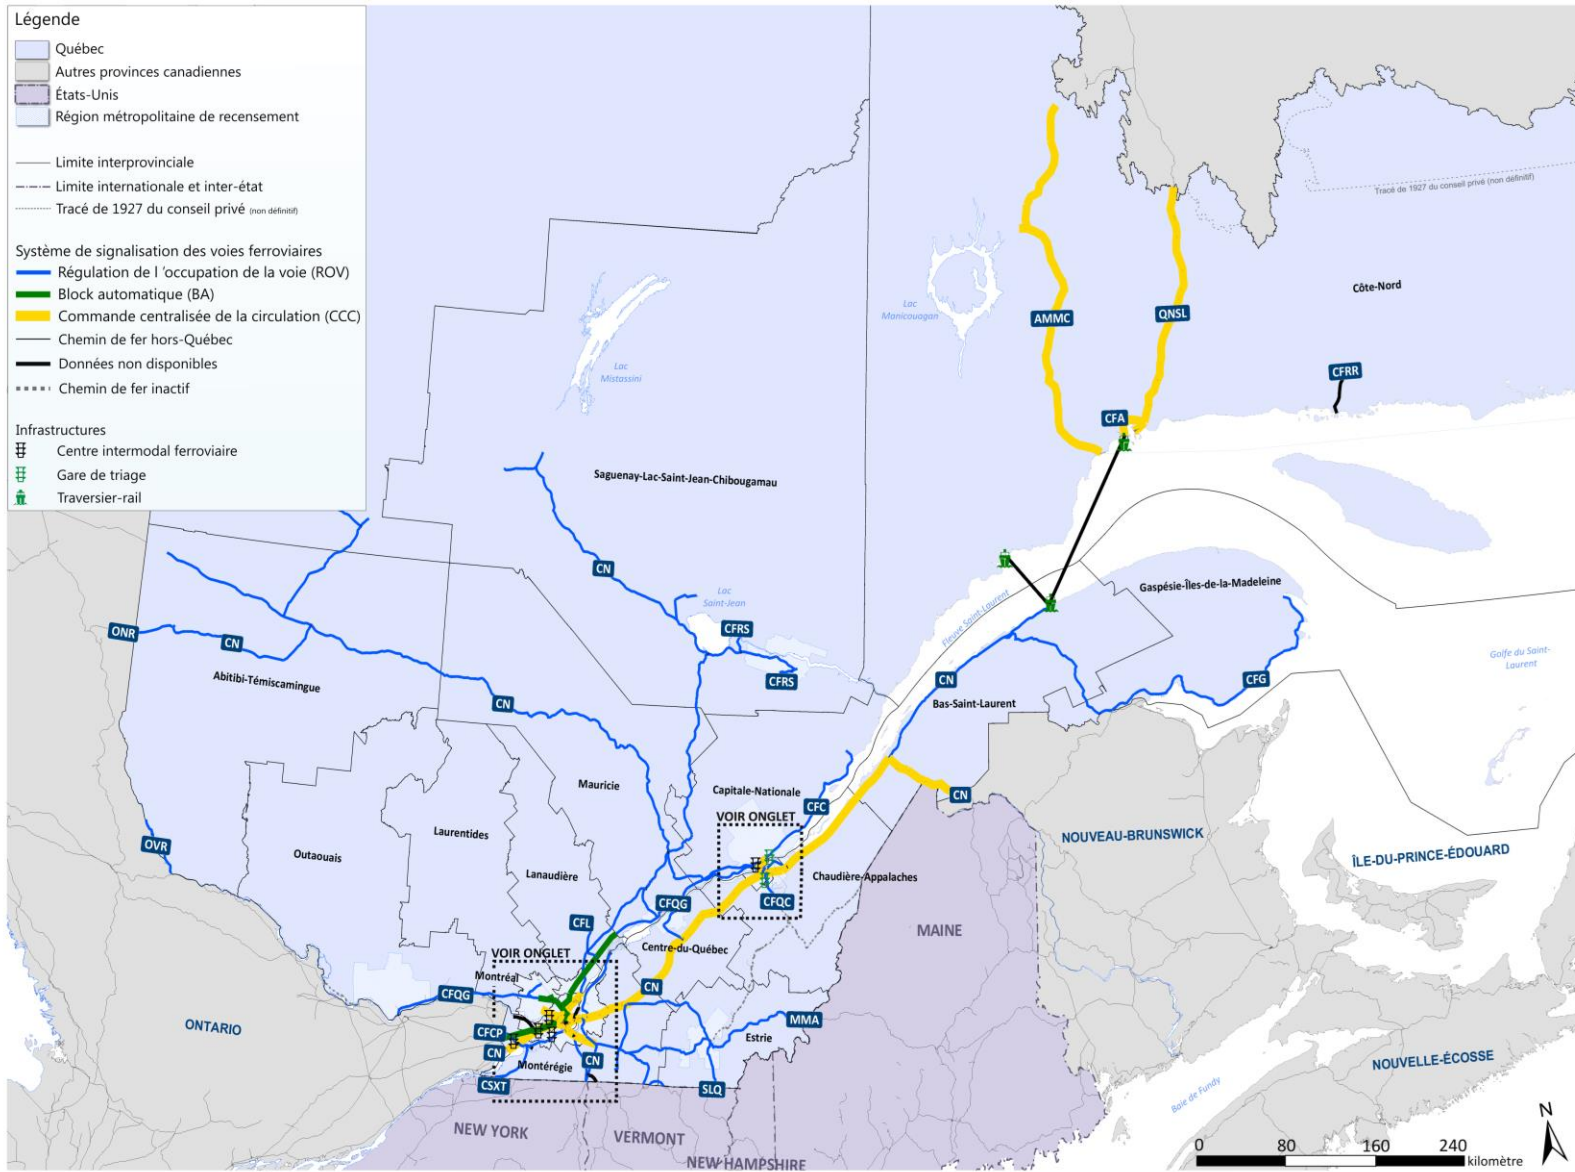 Légende
Québec
Autres provinces canadiennes
États-Unis
Région métropolitaine de recensement
Limite interprovinciale
Limite internationale et inter-état
Tracé de 1927 du conseil privé (non définitif)
Système de signalisation des voies ferroviaires
Régulation de l 'occupation de la voie (ROV)
Block automatique (BA)
Commande centralisée de la circulation (CCC)
Chemin de fer hors-Québec
Données non disponibles
Chemin de fer inactif
Infrastructures
Centre intermodal ferroviaire
Gare de triage
Traversier-rail
Tracé de 1927 du conseil privé (non définitif)
Côte-Nord
Lac
Manicouagan
AMMC
QNSL
Lac
Mistassini
CFRR
CFA
Saguenay-Lac-Saint-Jean-Chibougamau
CN
Lac
Saint-Jean
Gaspésie-Îles-de-la-Madeleine
Fleuve Saint-Laurent
ONR
CN
CFRS
Golfe du Saint-
Laurent
Abitibi-Témiscamingue
CFRS
CN
CFG
CN
Bas-Saint-Laurent
Mauricie
Capitale-Nationale
CN
CFC
VOIR ONGLET
Laurentides
NOUVEAU-BRUNSWICK
OVR
Outaouais
ÎLE-DU-PRINCE-ÉDOUARD
Lanaudière
Chaudière-Appalaches
CFQG
CFQC
CFL
MAINE
VOIR ONGLET
Centre-du-Québec
Montréal
CFQG
CN
ONTARIO
MMA
CFCP
Estrie
CN
CN
Montérégie
NOUVELLE-ÉCOSSE
CSXT
SLQ
Baie de Fundy
NEW YORK
VERMONT
NEW HAMPSHIRE
N
0 80 160 240
kilomètre